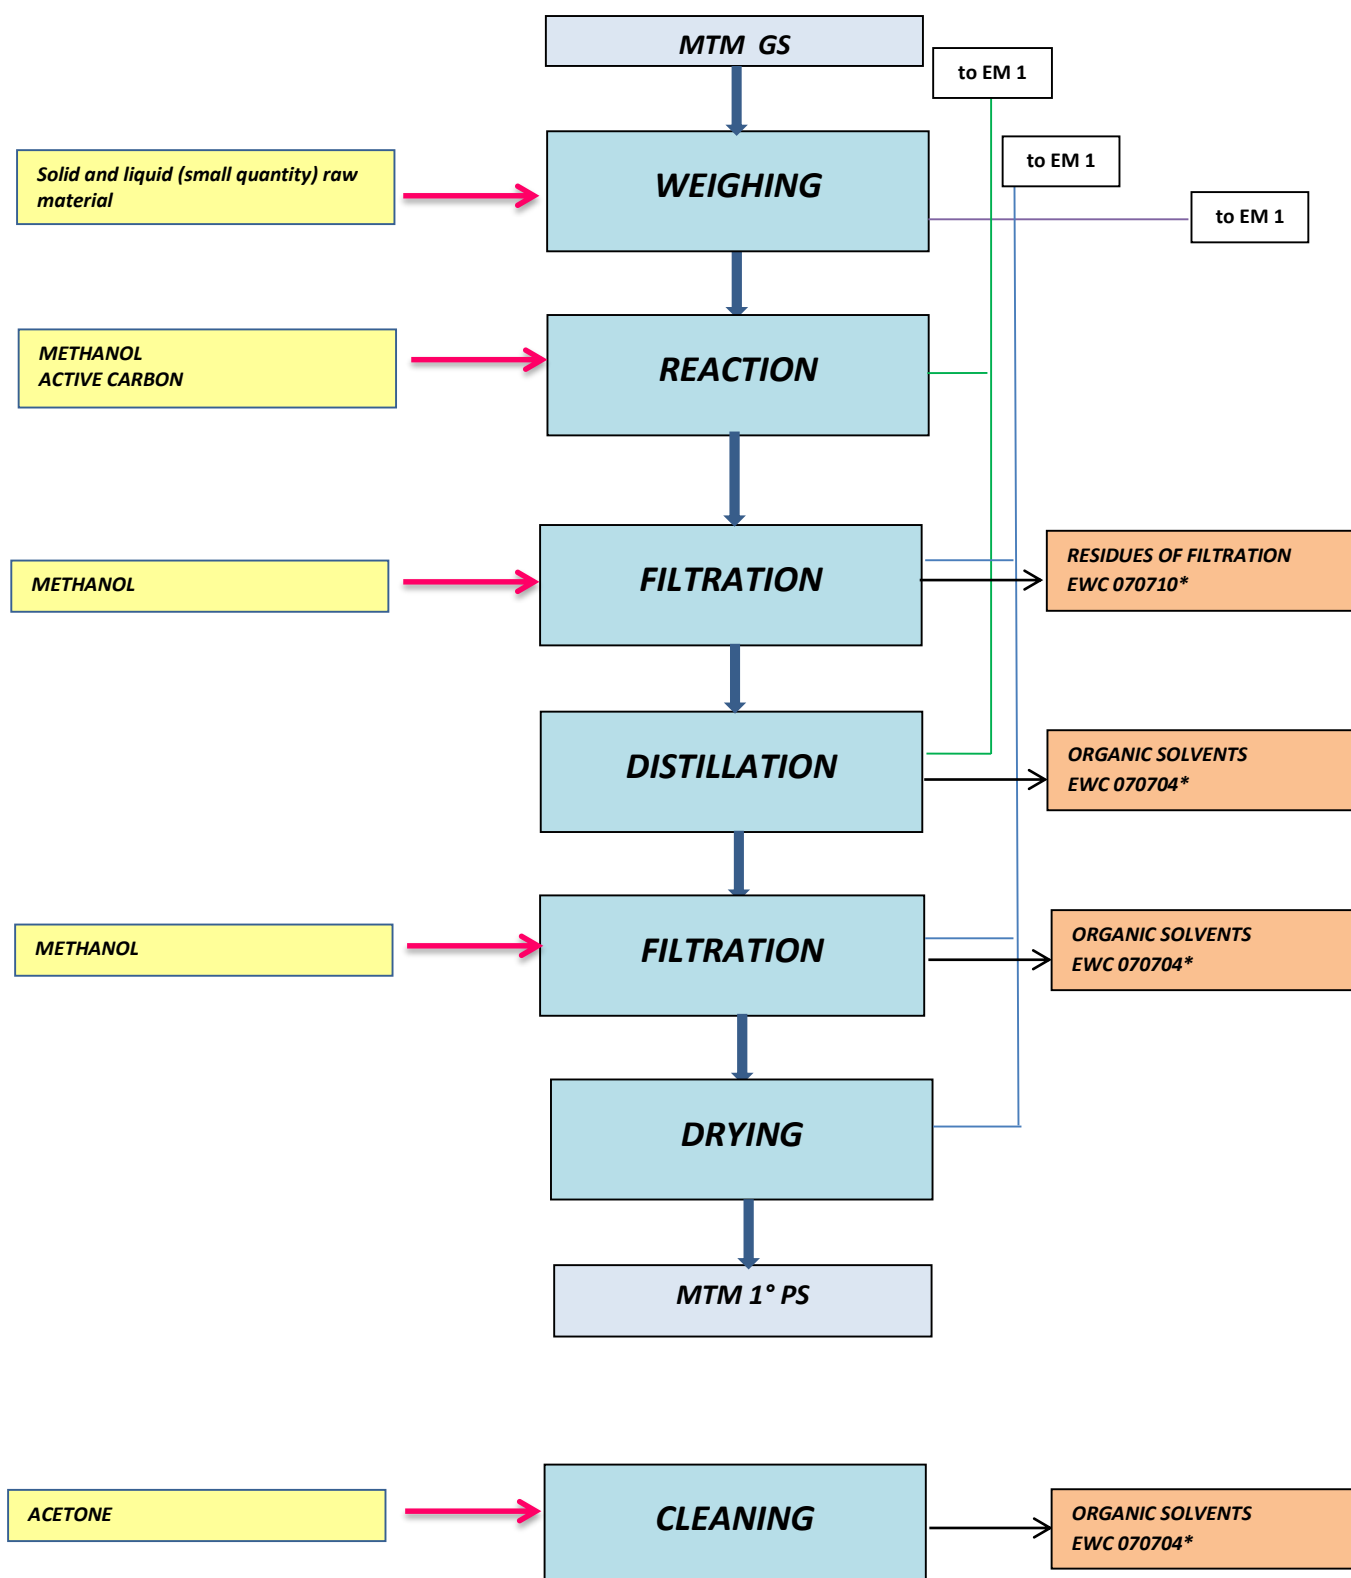 MTM GS
to EM 1
to EM 1
Solid and liquid (small quantity) raw
material
WEIGHING
to EM 1
METHANOL
ACTIVE CARBON
REACTION
METHANOL
FILTRATION
RESIDUES OF FILTRATION
EWC 070710*
DISTILLATION
ORGANIC SOLVENTS
EWC 070704*
METHANOL
FILTRATION
ORGANIC SOLVENTS
EWC 070704*
DRYING
MTM 1° PS
ACETONE
CLEANING
ORGANIC SOLVENTS
EWC 070704*